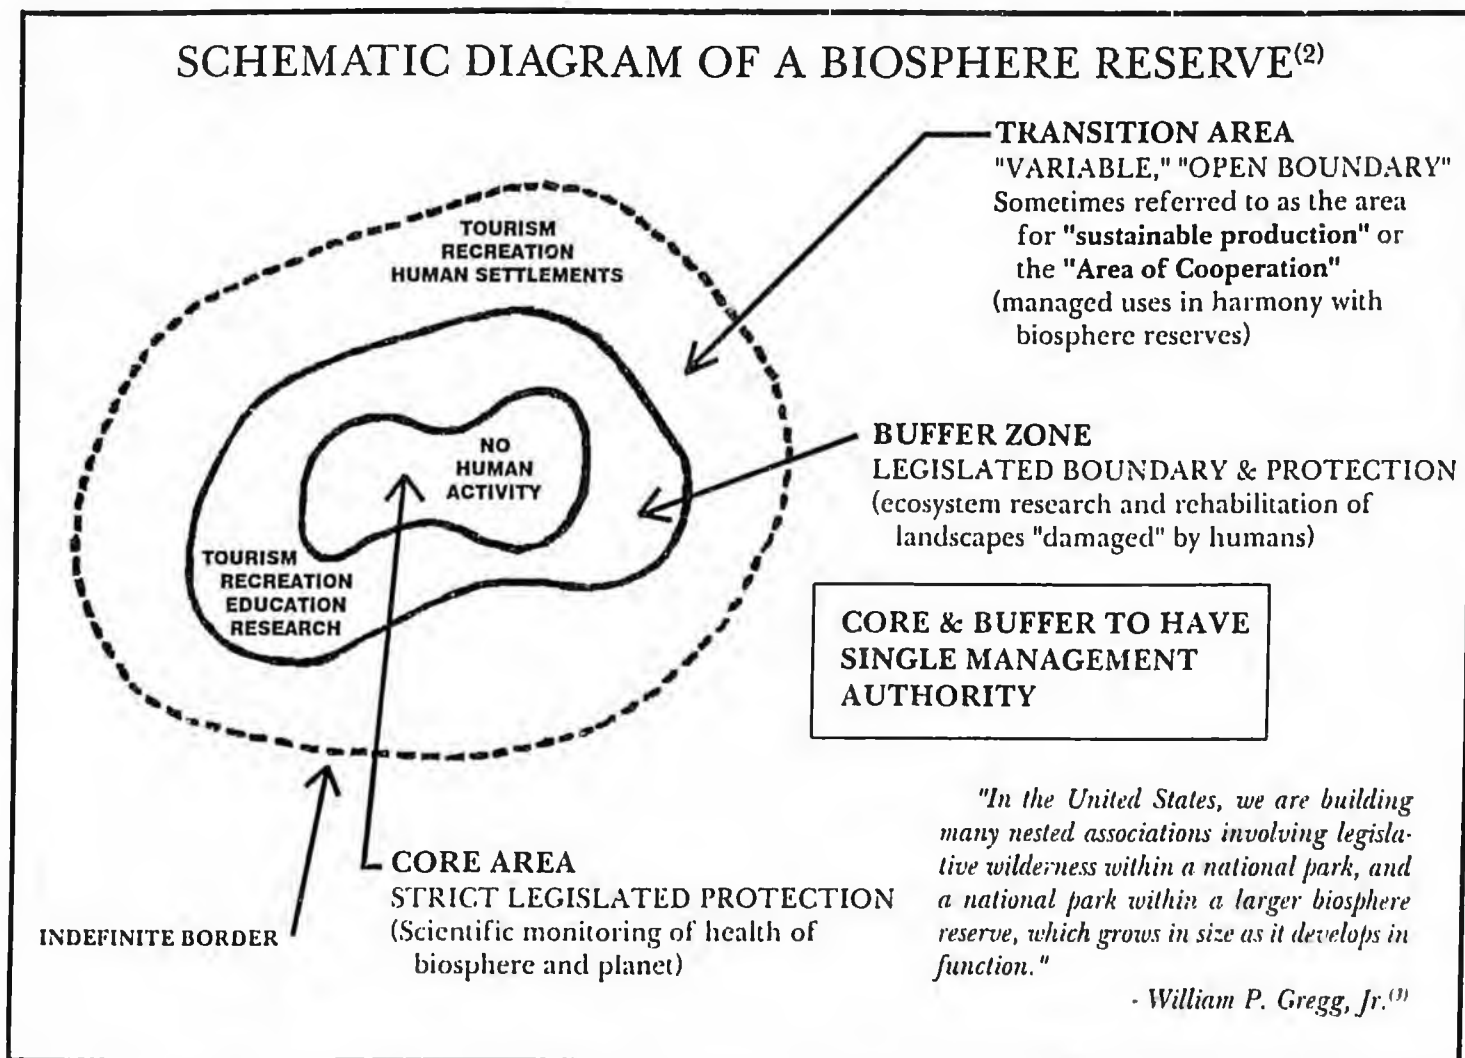 SCHEMATIC DIAGRAM OF A BIOSPHERE RESERVE(2)
TRANSITION AREA
"VARIABLE," "OPEN BOUNDARY"
Sometimes referred to as the area
for "sustainable production" or
the "Area of Cooperation"
(managed uses in harmony with
biosphere reserves)
TOURISM
RECREATION
HUMAN SETTLEMENTS
BUFFER ZONE
LEGISLATED BOUNDARY & PROTECTION
(ecosystem research and rehabilitation of
landscapes "damaged" by humans)
NO
HUMAN
ACTIVITY
TOURISM
RECREATION
EDUCATION
RESEARCH
CORE & BUFFER TO HAVE
SINGLE MANAGEMENT
AUTHORITY
CORE AREA
STRICT LEGISLATED PROTECTION
(Scientific monitoring of health of
biosphere and planet)
INDEFINITE BORDER
"In the United States, we are building
many nested associations involving legisla-
tive wilderness within a national park, and
a national park within a larger biosphere
reserve, which grows in size as it develops in
function."
- William P. Gregg, Jr.(3)